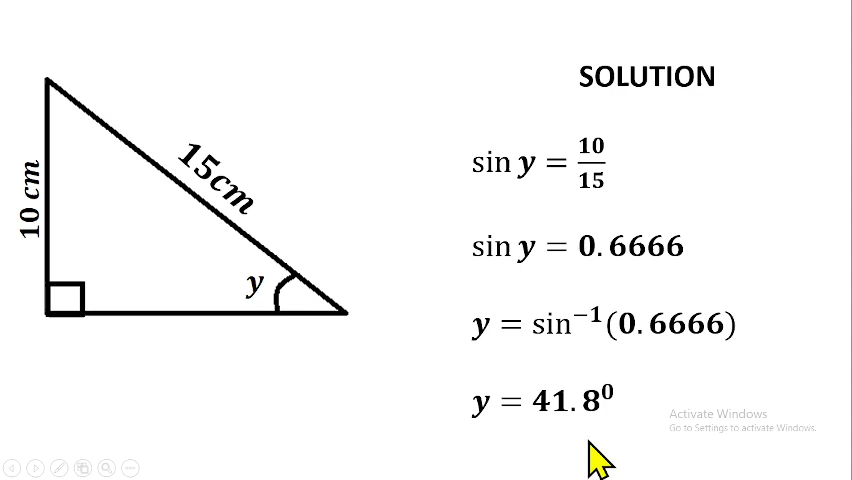 SOLUTION
10 cm
15cm
y
sin y = 10/15
sin y = 0.6666
y = sin⁻¹(0.6666)
y = 41.8⁰
Activate Windows
Go to Settings to activate Windows.